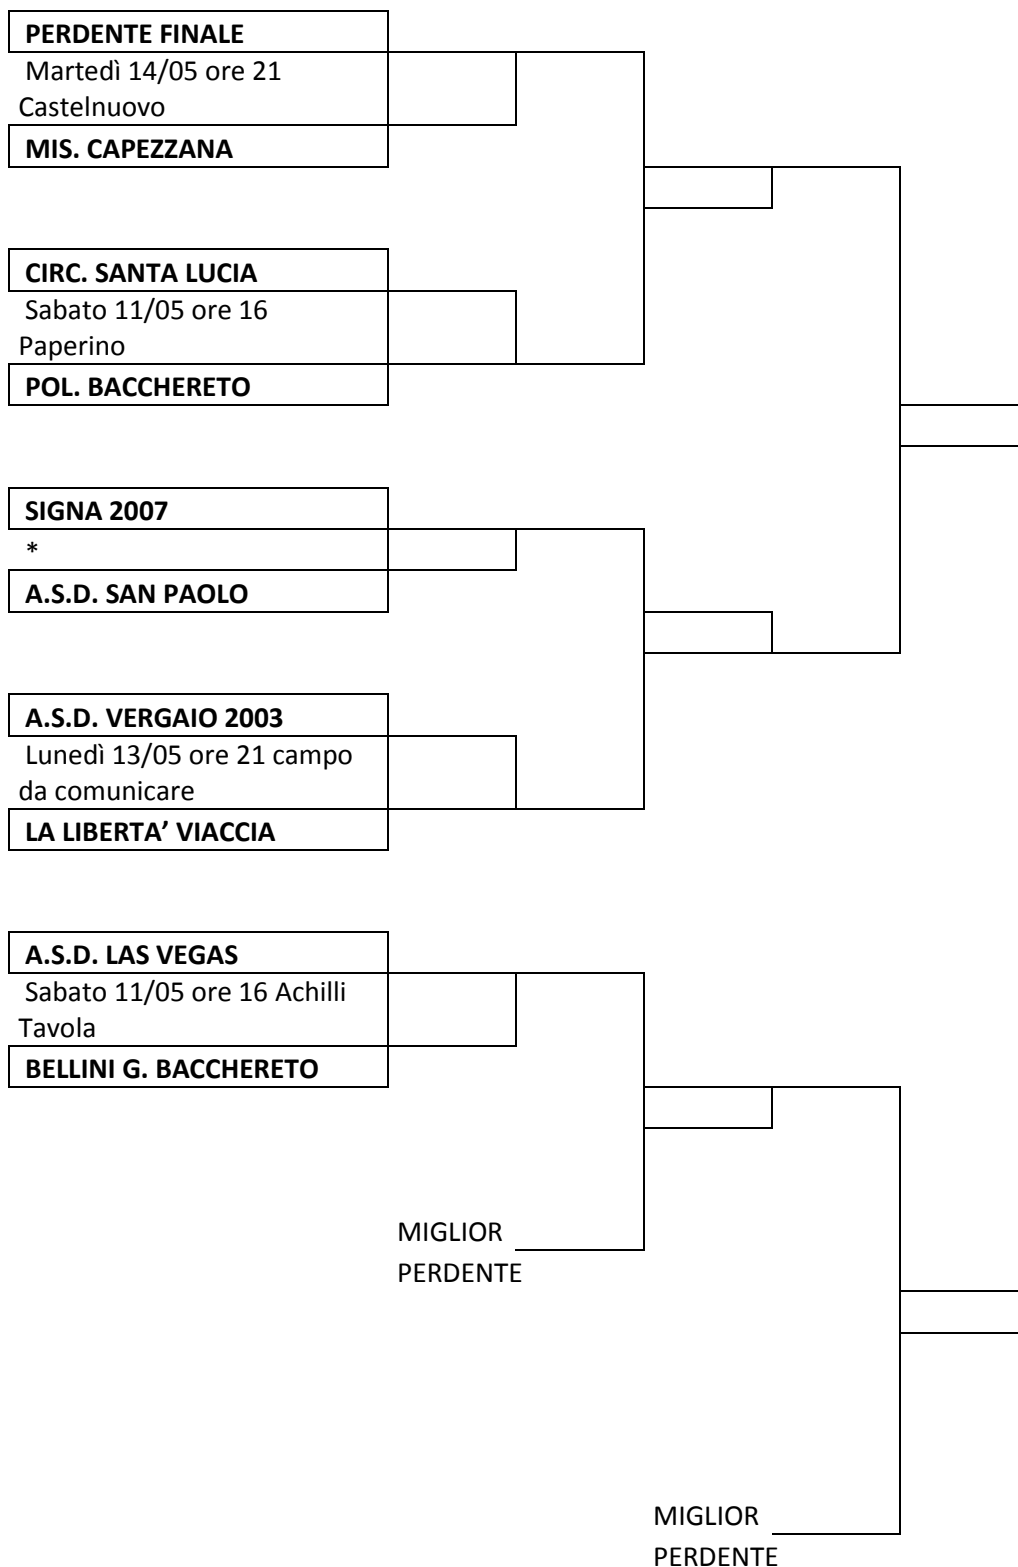 PERDENTE FINALE
Martedì 14/05 ore 21
Castelnuovo
MIS. CAPEZZANA
CIRC. SANTA LUCIA
Sabato 11/05 ore 16
Paperino
POL. BACCHERETO
SIGNA 2007
*
A.S.D. SAN PAOLO
A.S.D. VERGAIO 2003
Lunedì 13/05 ore 21 campo
da comunicare
LA LIBERTA’ VIACCIA
A.S.D. LAS VEGAS
Sabato 11/05 ore 16 Achilli
Tavola
BELLINI G. BACCHERETO
MIGLIOR
PERDENTE
MIGLIOR
PERDENTE